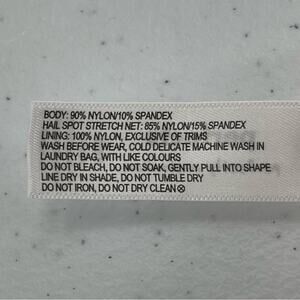 BODY: 90% NYLON/10% SPANDEX
HAIL SPOT STRETCH NET: 85% NYLON/15% SPANDEX
LINING: 100% NYLON, EXCLUSIVE OF TRIMS
WASH BEFORE WEAR, COLD DELICATE MACHINE WASH IN
LAUNDRY BAG, WITH LIKE COLOURS
DO NOT BLEACH, DO NOT SOAK, GENTLY PULL INTO SHAPE
LINE DRY IN SHADE, DO NOT TUMBLE DRY
DO NOT IRON, DO NOT DRY CLEAN ⊗